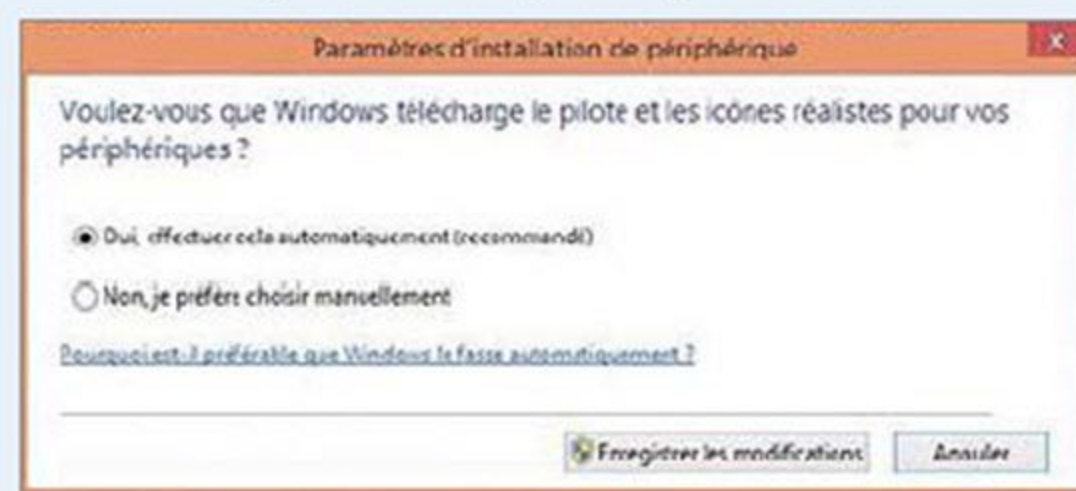 Paramètres d'installation de périphérique
Voulez-vous que Windows télécharge le pilote et les icônes réalistes pour vos
périphériques ?
Oui, effectuer cela automatiquement (recommandé)
Non, je préfère choisir manuellement
Pourquoi est-il préférable que Windows le fasse automatiquement ?
Enregistrer les modifications
Annuler